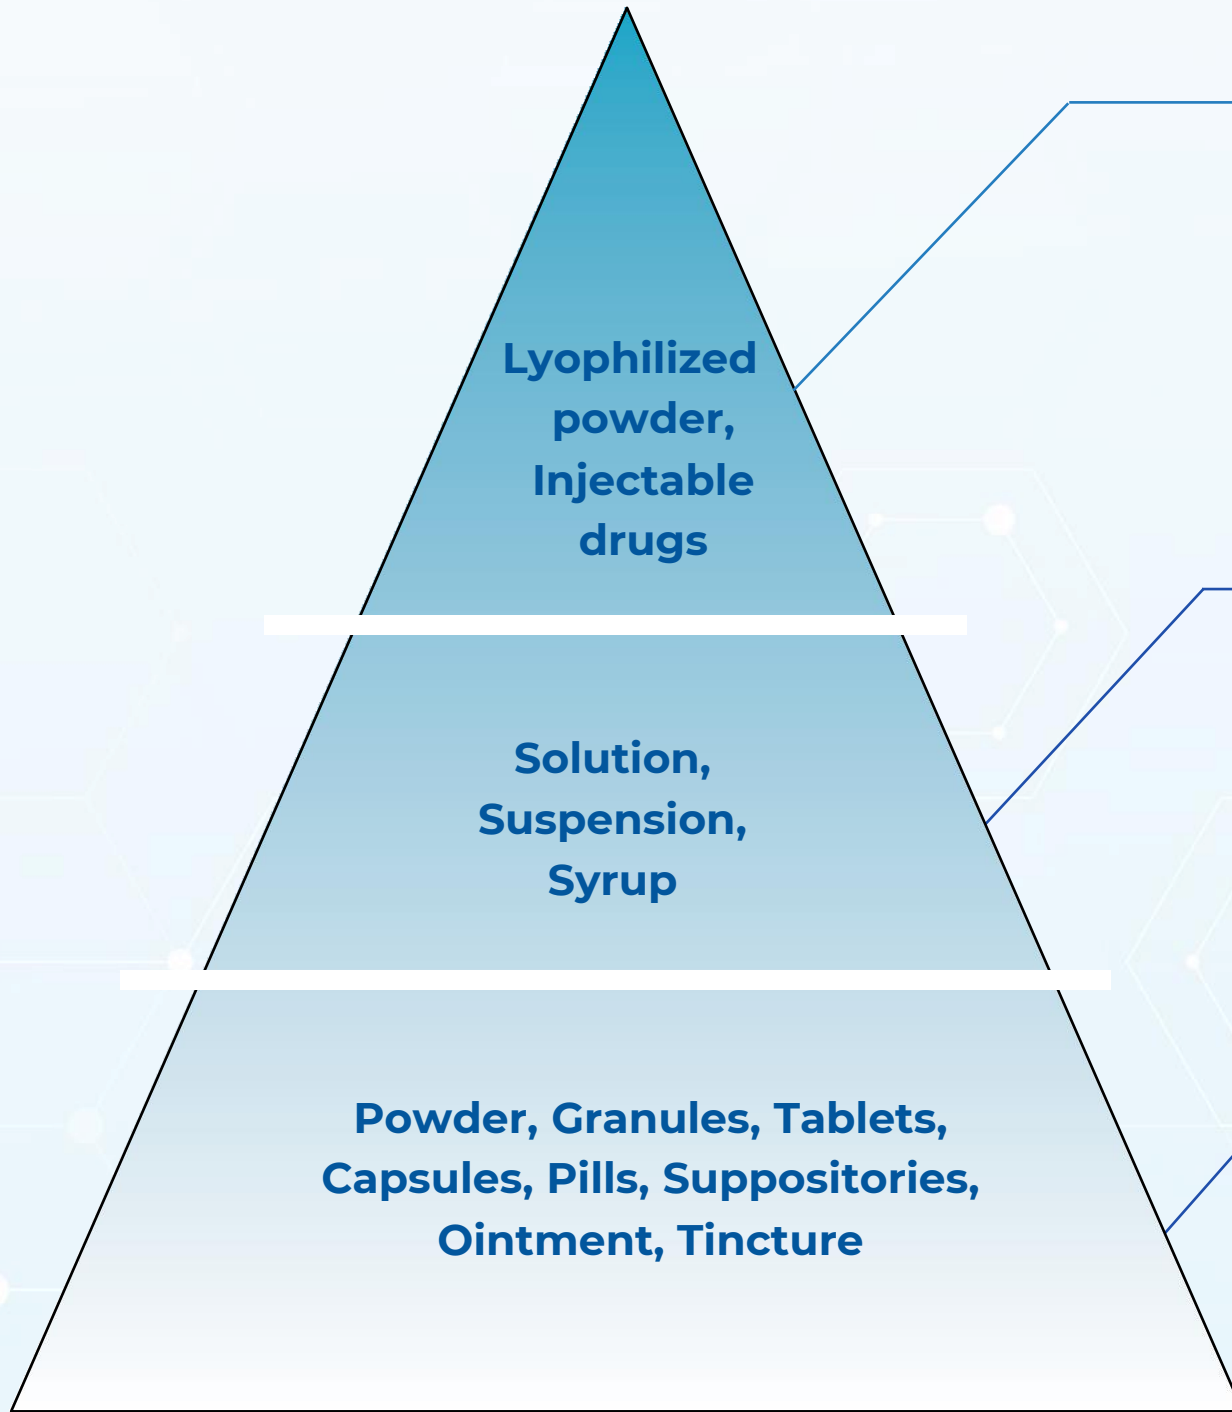 Lyophilized
powder,
Injectable
drugs
Solution,
Suspension,
Syrup
Powder, Granules, Tablets,
Capsules, Pills, Suppositories,
Ointment, Tincture